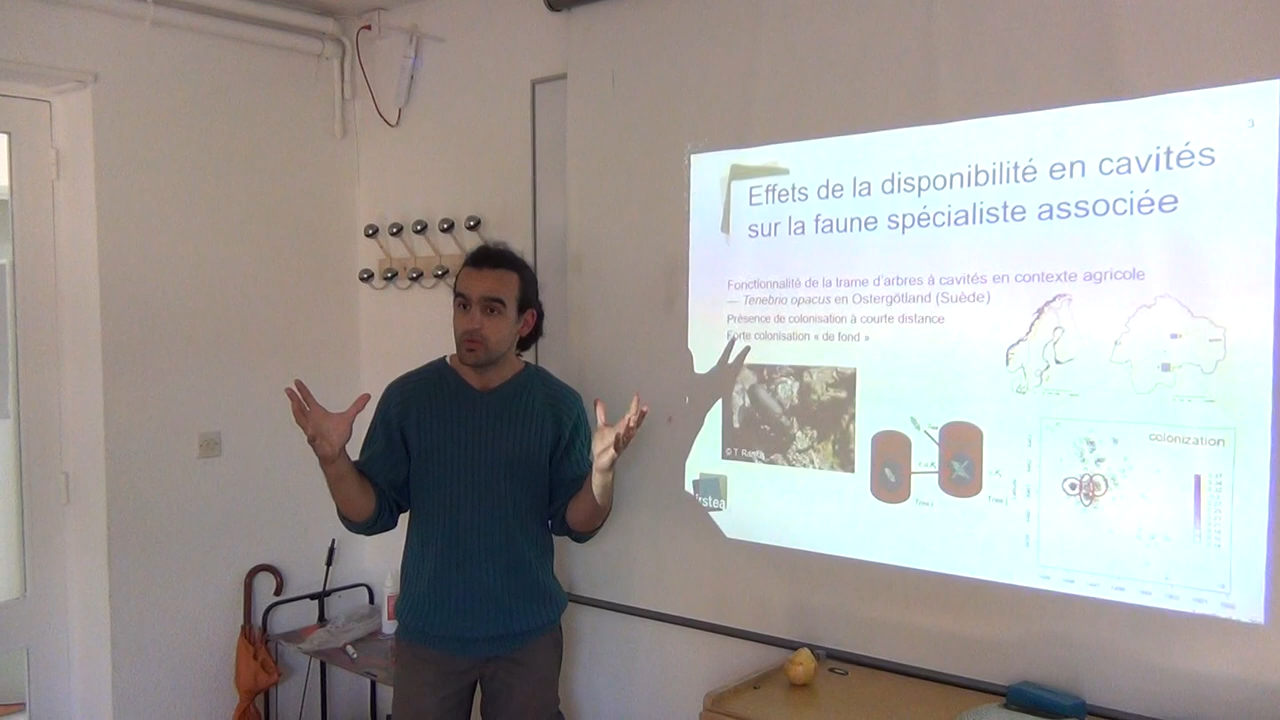 3
Effets de la disponibilité en cavités
sur la faune spécialiste associée
Fonctionnalité de la trame d'arbres à cavités en contexte agricole
— Tenebrio opacus en Ostergötland (Suède)
Présence de colonisation à courte distance
Forte colonisation « de fond »
© T.
colonization
rstea